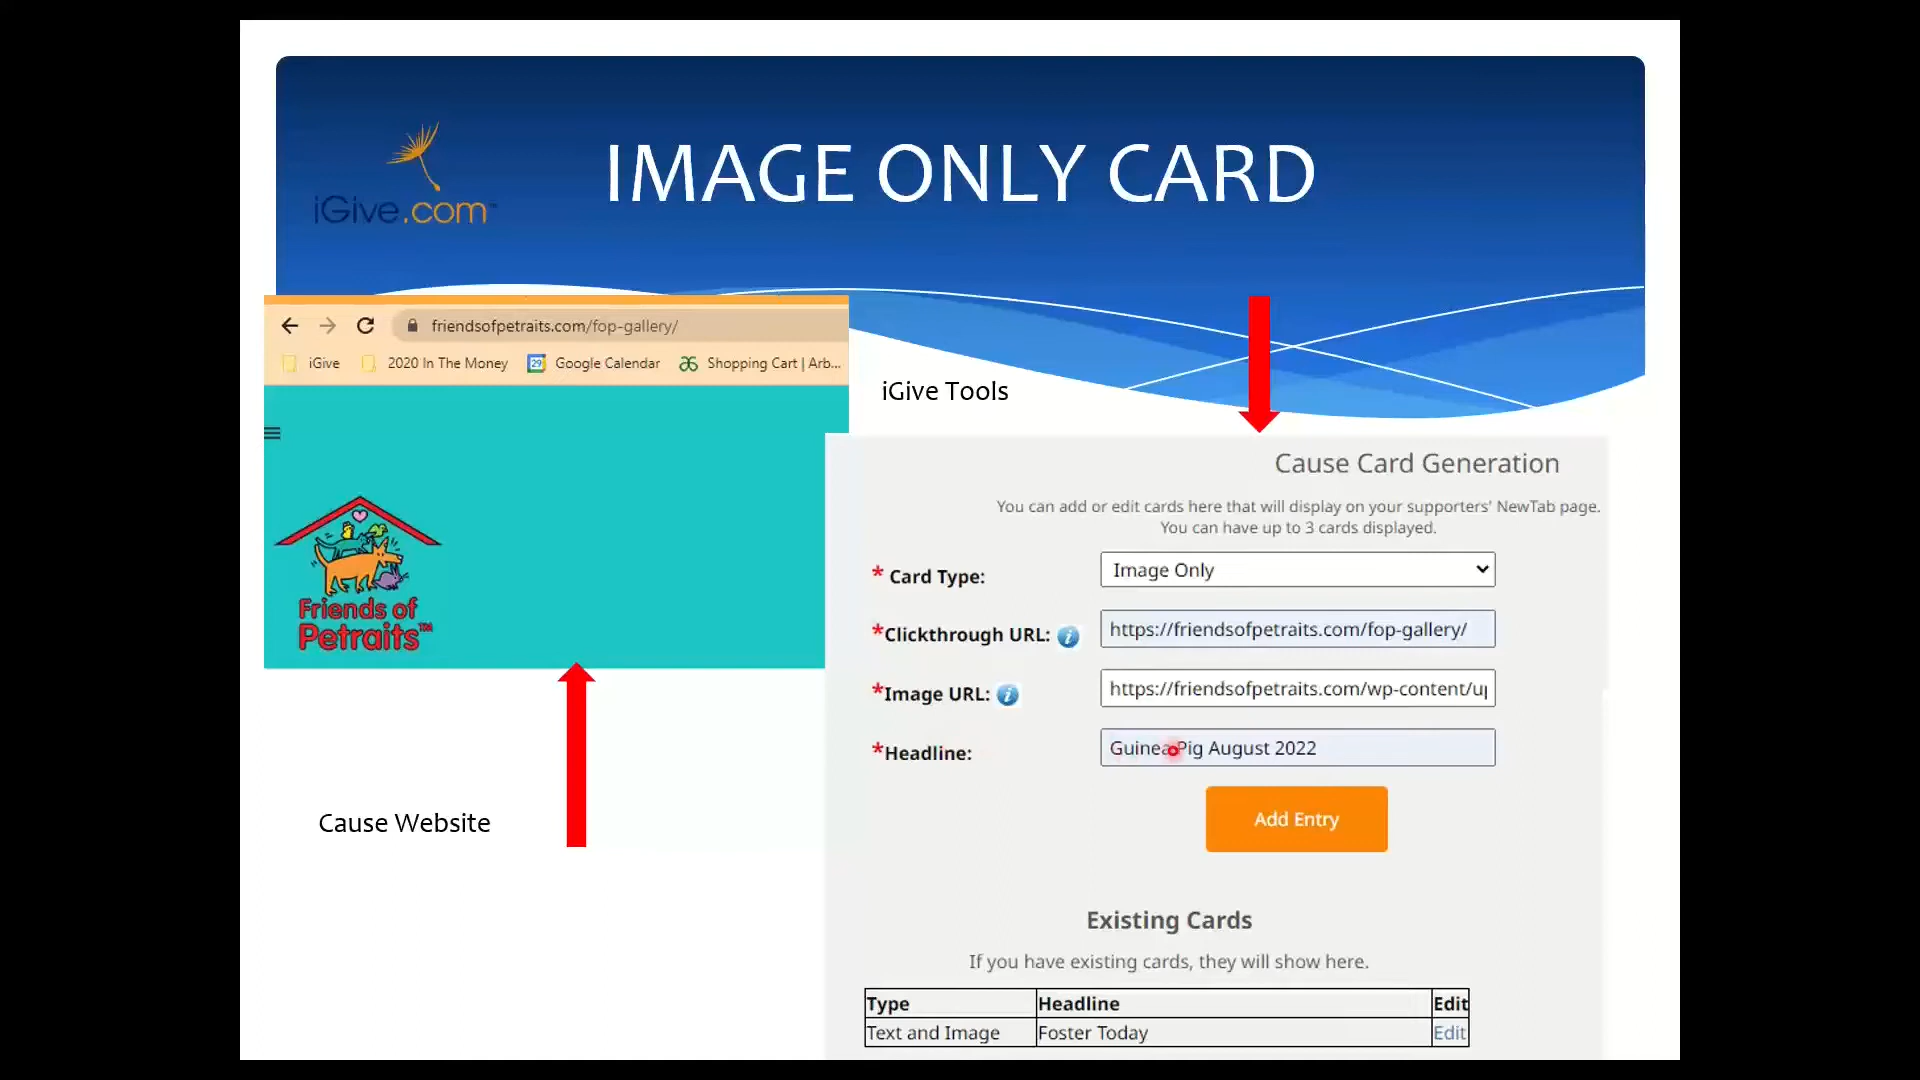 iGive.com™
IMAGE ONLY CARD
friendsofpetraits.com/fop-gallery/
iGive
2020 In The Money
29
Google Calendar
Shopping Cart | Arb...
Friends of
Petraits™
Cause Website
iGive Tools
Cause Card Generation
You can add or edit cards here that will display on your supporters' NewTab page.
You can have up to 3 cards displayed.
* Card Type:
Image Only
*Clickthrough URL:
i
https://friendsofpetraits.com/fop-gallery/
*Image URL:
i
https://friendsofpetraits.com/wp-content/up
*Headline:
Guinea Pig August 2022
Add Entry
Existing Cards
If you have existing cards, they will show here.
Type Headline Edit
Text and Image Foster Today Edit